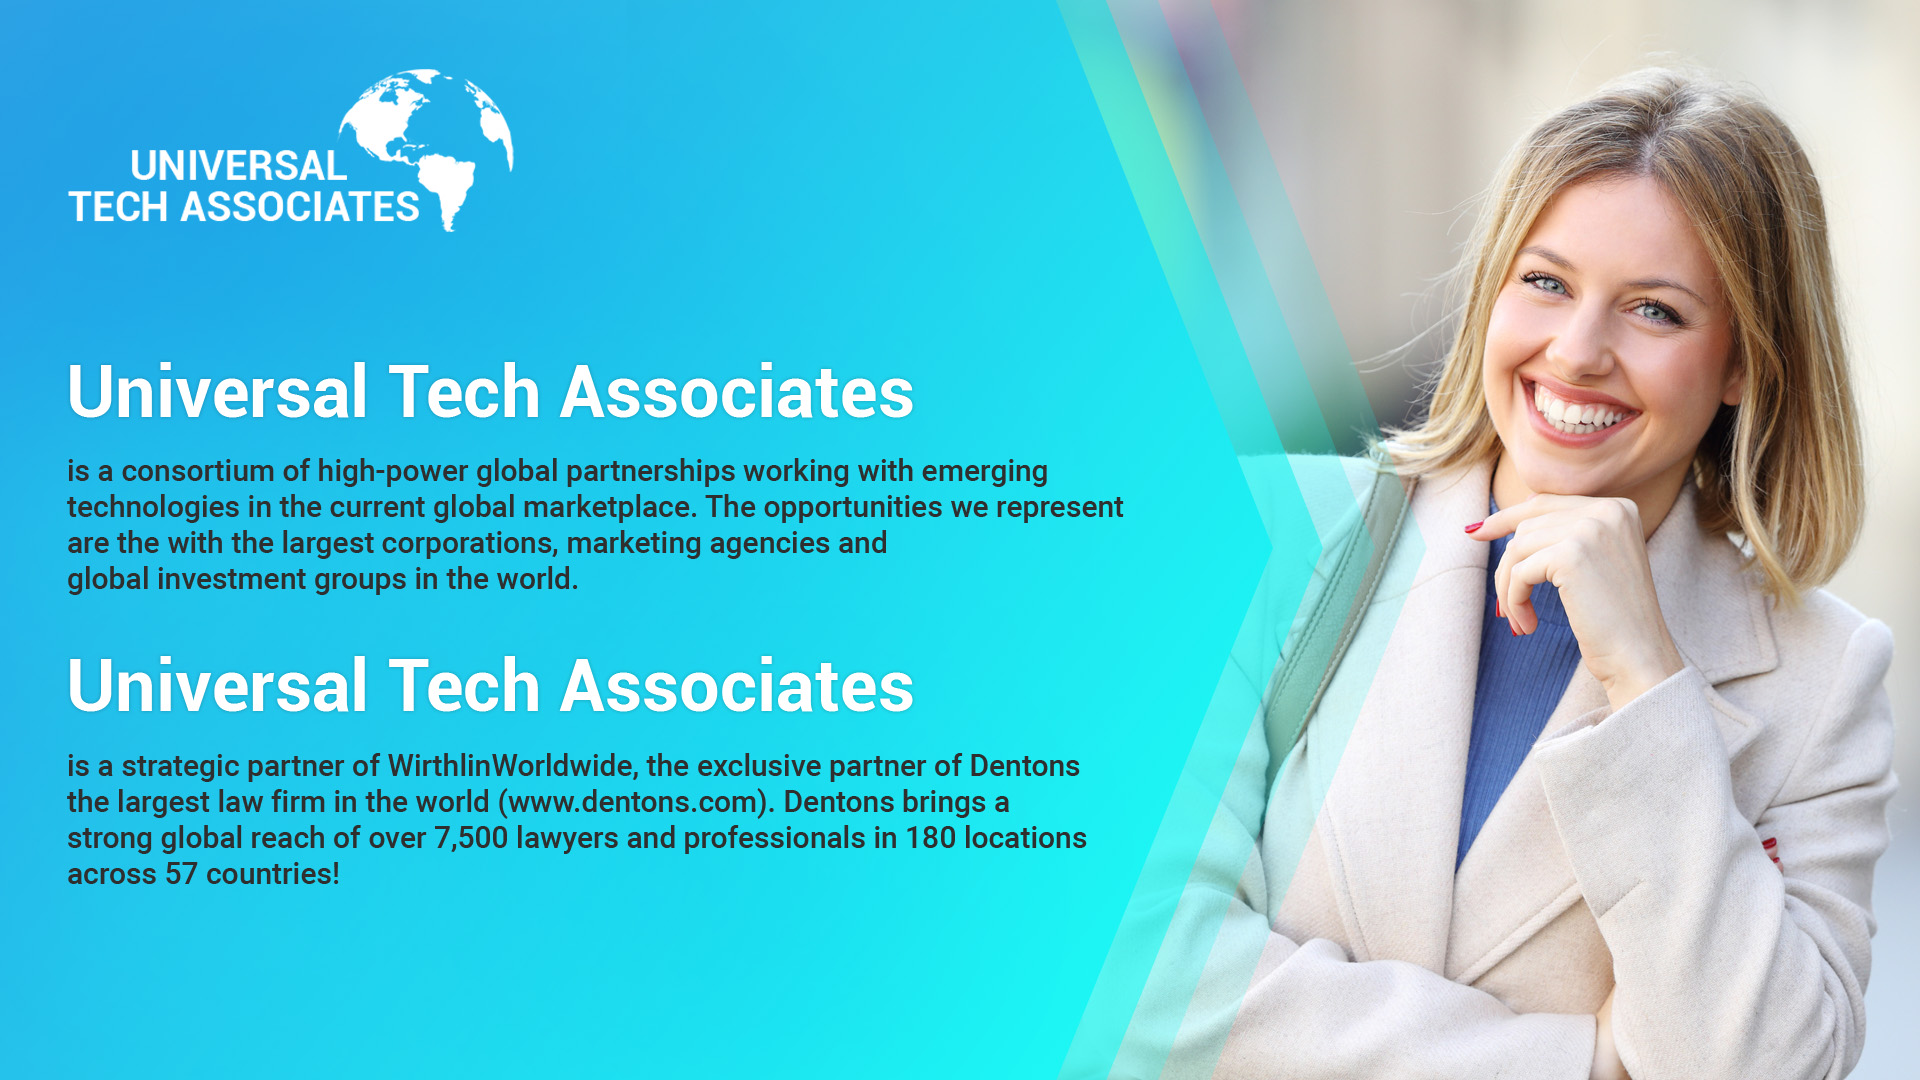 UNIVERSAL
TECH ASSOCIATES
Universal Tech Associates
is a consortium of high-power global partnerships working with emerging
technologies in the current global marketplace. The opportunities we represent
are the with the largest corporations, marketing agencies and
global investment groups in the world.
Universal Tech Associates
is a strategic partner of WirthlinWorldwide, the exclusive partner of Dentons
the largest law firm in the world (www.dentons.com). Dentons brings a
strong global reach of over 7,500 lawyers and professionals in 180 locations
across 57 countries!